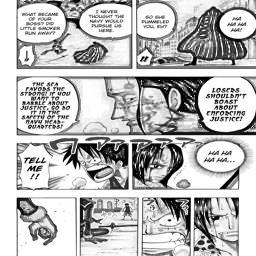 WHAT BECAME
OF YOUR
BOSS? DID
LITTLE SMOKER
RUN AWAY?
I NEVER
THOUGHT THE
NAVY WOULD
PURSUE US
HERE.
SO SHE
PUMMELED
YOU, EH?
HA
HA HA
HA!
THE SEA
FAVORS THE
STRONG! IF YOU
WANT TO
BABBLE ABOUT
JUSTICE, GO DO
IT IN THE
SAFETY OF THE
NAVY HEAD-
QUARTERS!
LOSERS
SHOULDN'T
BOAST
ABOUT
ENFORCING
JUSTICE!
TELL
ME
!!
HA
HA HA
HA...